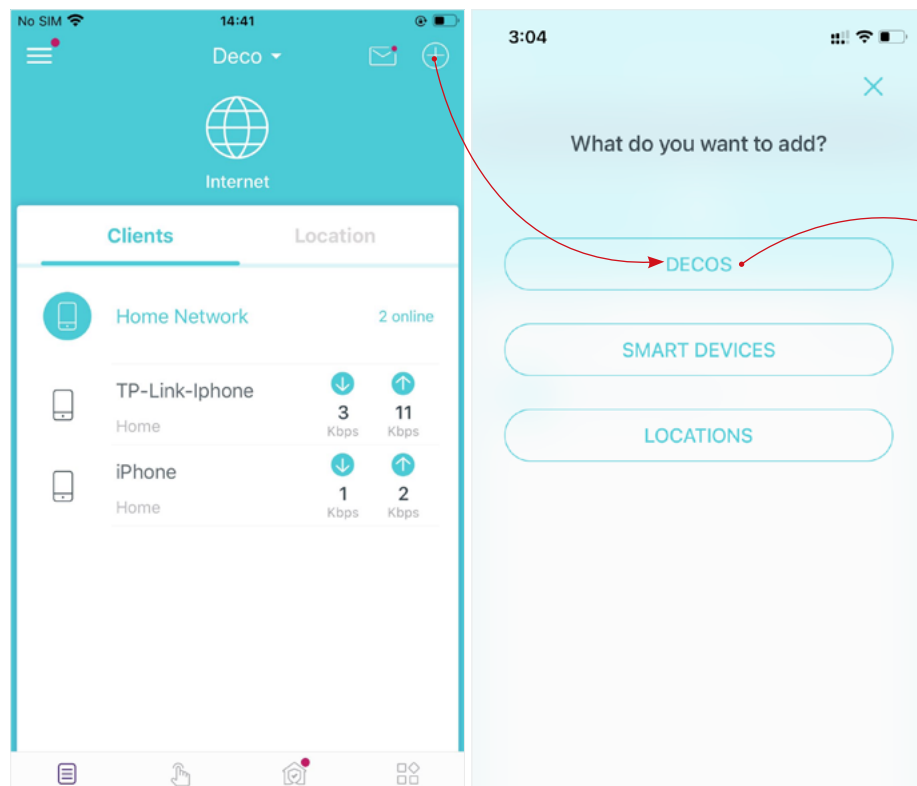 No SIM 14:41
Deco
Internet
Clients Location
Home Network 2 online
TP-Link-Iphone
Home
3 11
Kbps Kbps
iPhone
Home
1 2
Kbps Kbps
3:04
What do you want to add?
DECOS
SMART DEVICES
LOCATIONS